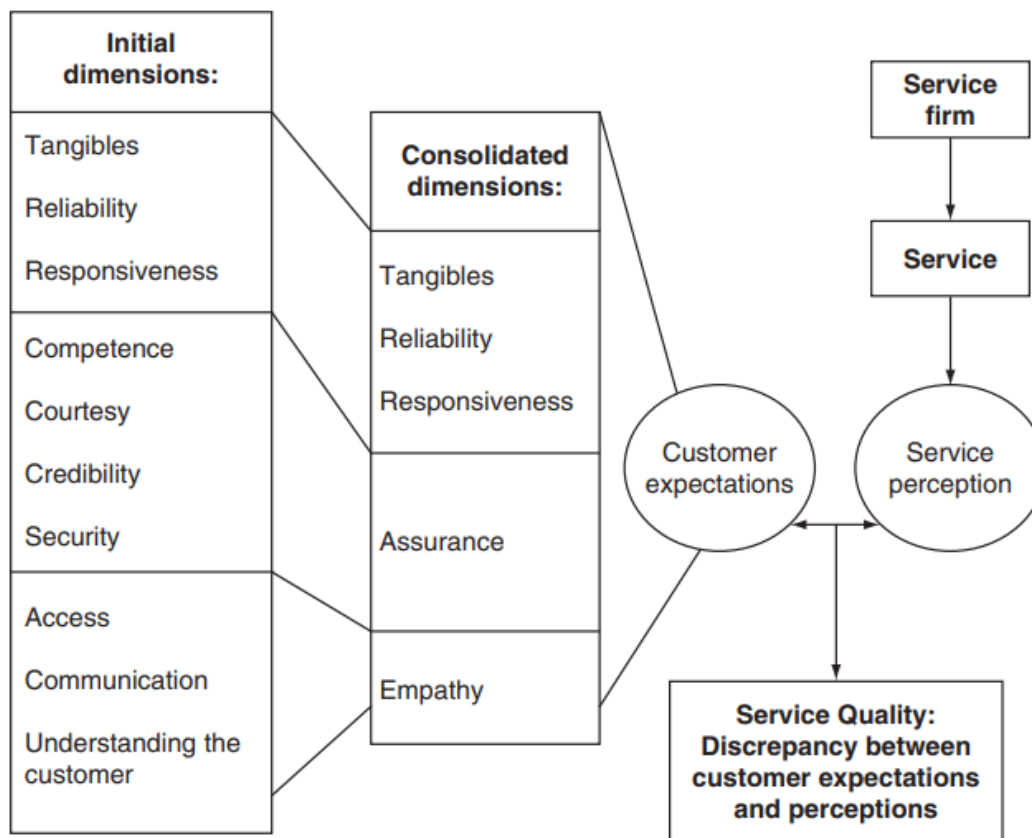 Initial
dimensions:
Tangibles
Reliability
Responsiveness
Competence
Courtesy
Credibility
Security
Access
Communication
Understanding the
customer
Consolidated
dimensions:
Tangibles
Reliability
Responsiveness
Assurance
Empathy
Customer
expectations
Service
firm
Service
Service
perception
Service Quality:
Discrepancy between
customer expectations
and perceptions